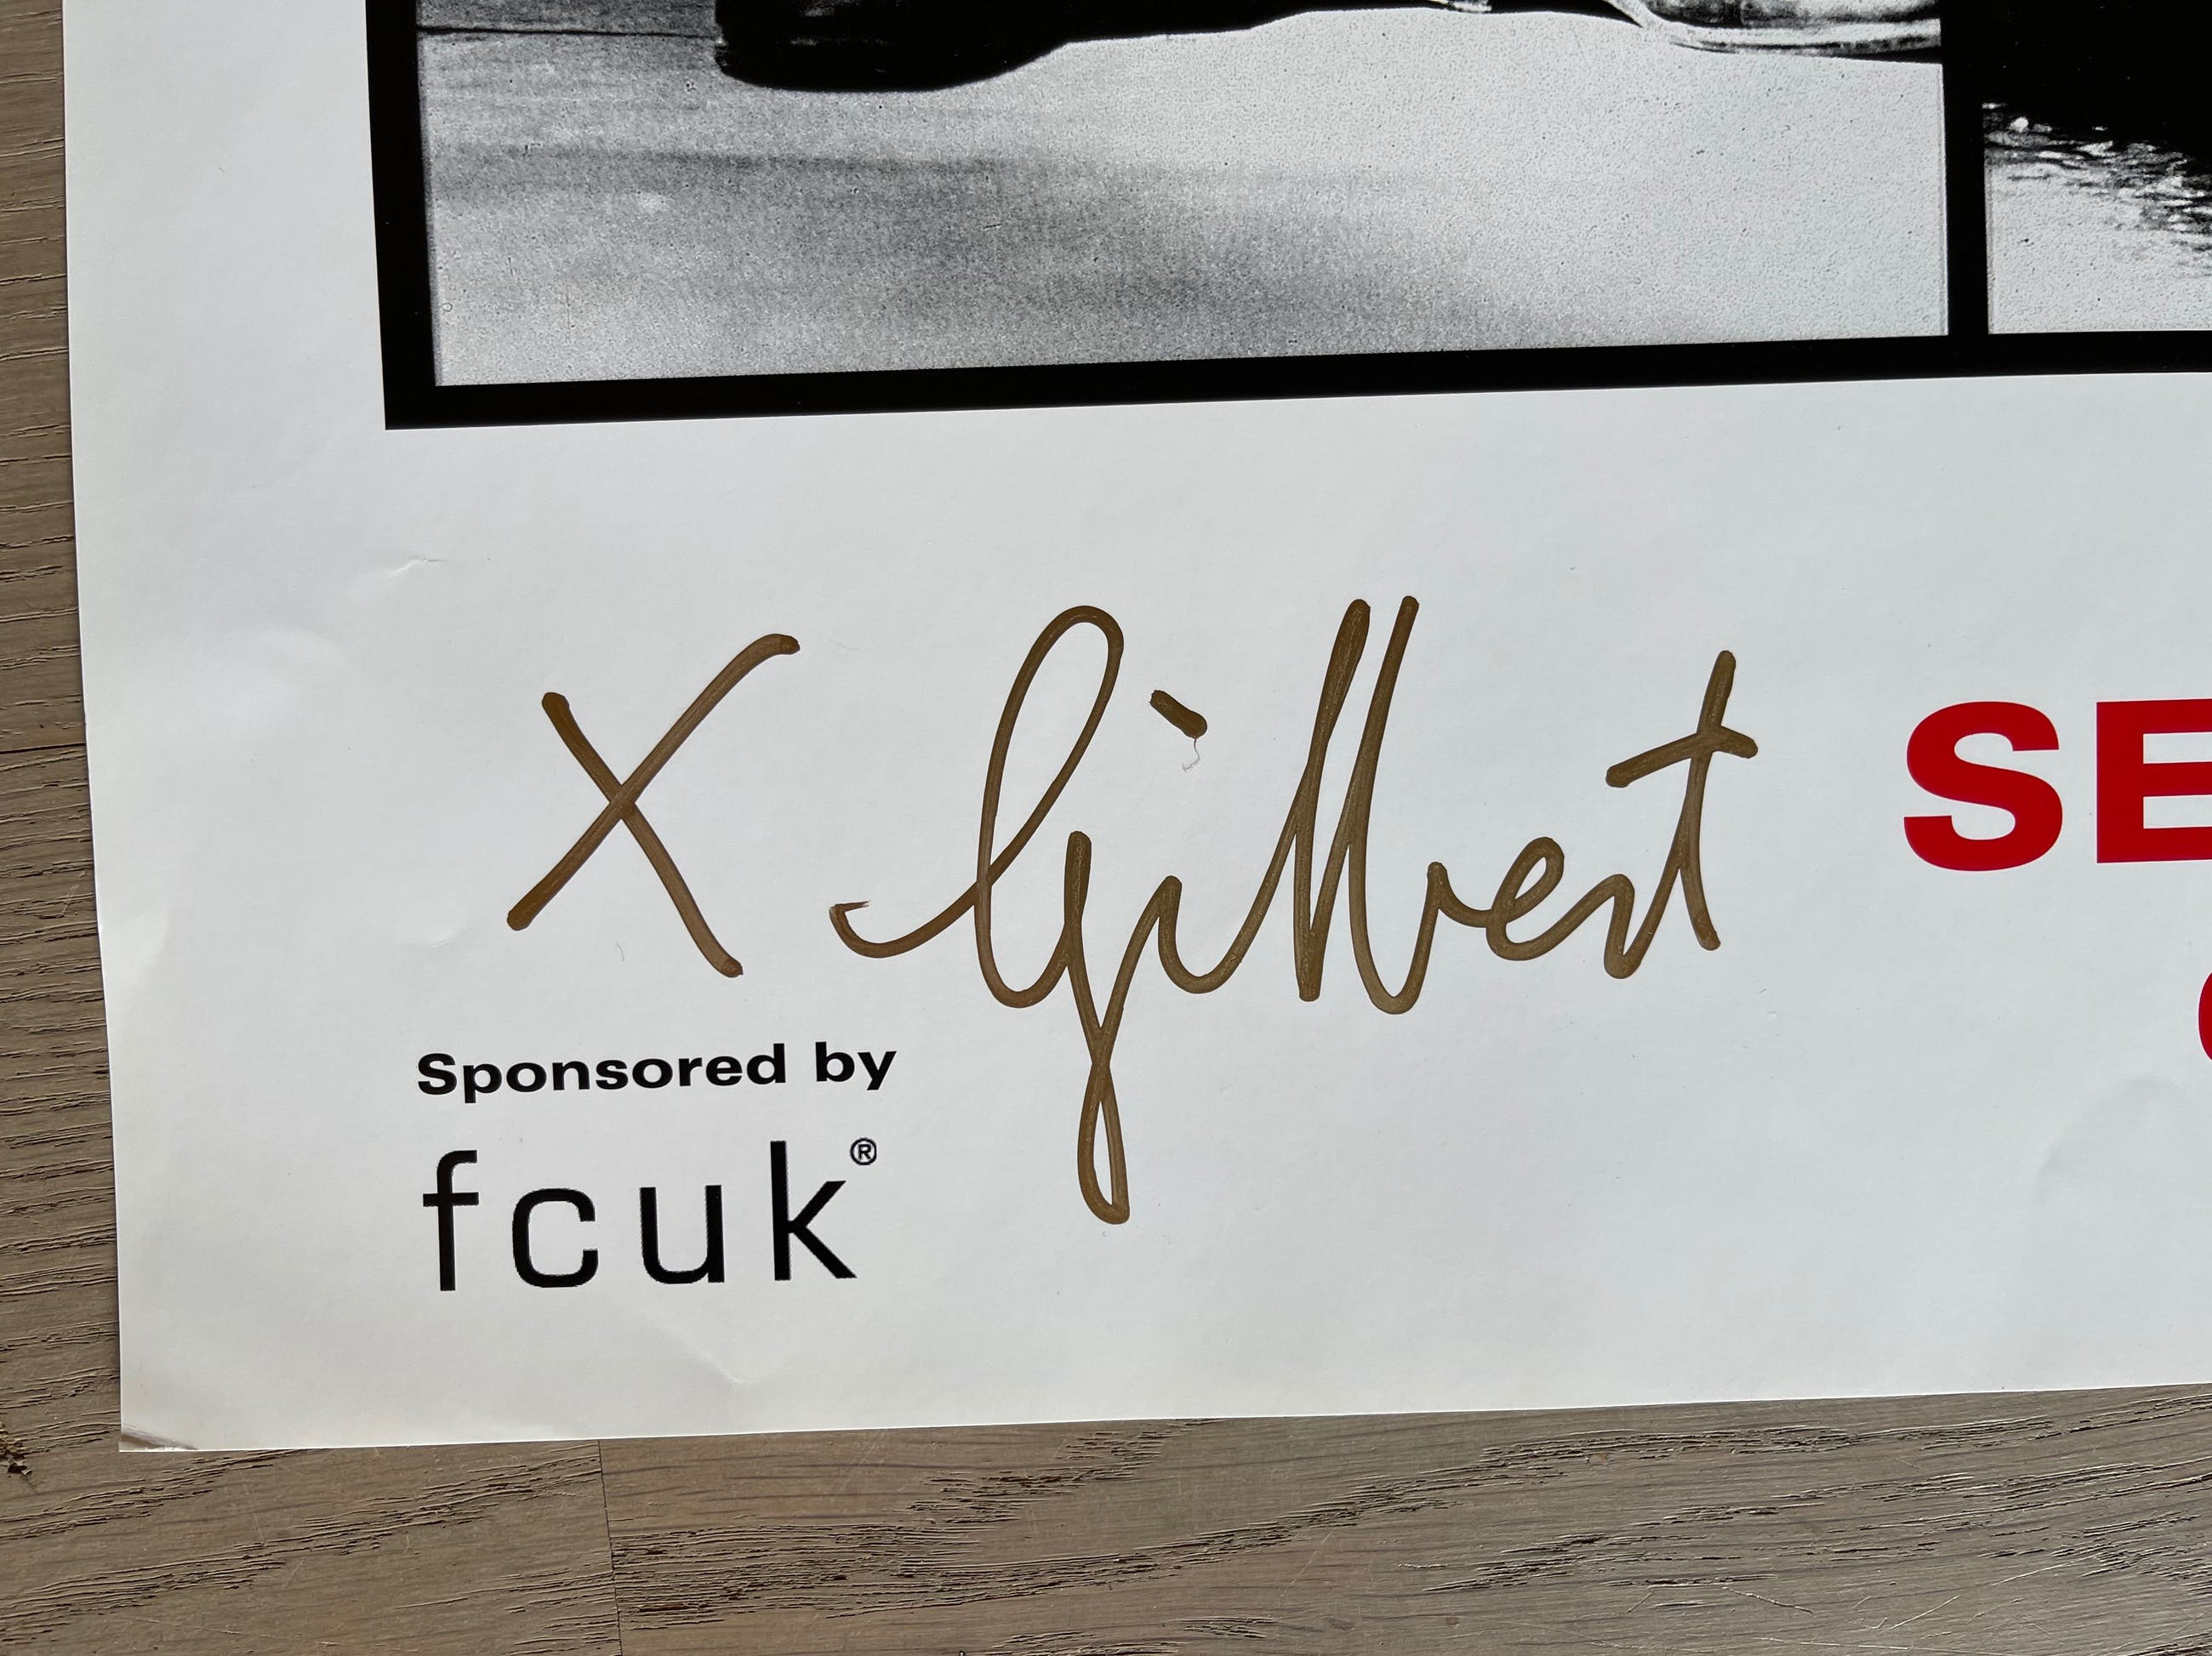 X Gilbert
SE
Sponsored by
fcuk®